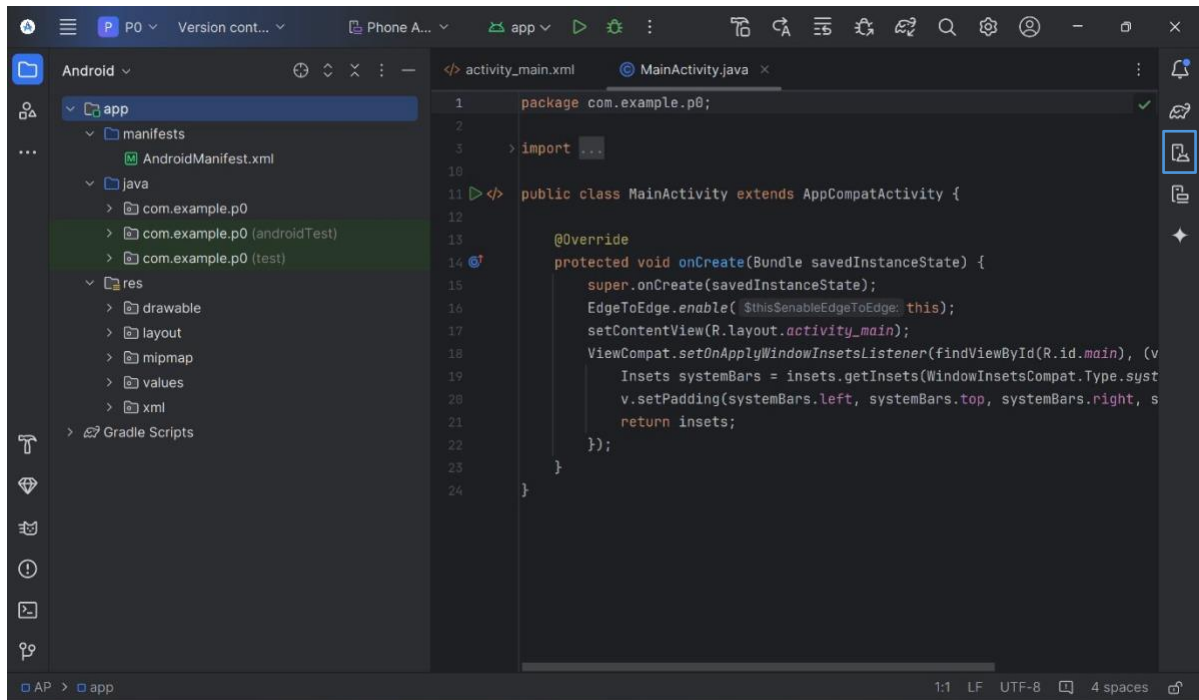 P P0 Version cont... Phone A... app
Android
activity_main.xml MainActivity.java
app
manifests
AndroidManifest.xml
java
com.example.p0
com.example.p0 (androidTest)
com.example.p0 (test)
res
drawable
layout
mipmap
values
xml
Gradle Scripts
1 package com.example.p0;
2
3 import ...
10
11 public class MainActivity extends AppCompatActivity {
12
13 @Override
14 protected void onCreate(Bundle savedInstanceState) {
15 super.onCreate(savedInstanceState);
16 EdgeToEdge.enable( $this$enableEdgeToEdge: this);
17 setContentView(R.layout.activity_main);
18 ViewCompat.setOnApplyWindowInsetsListener(findViewById(R.id.main), (v
19 Insets systemBars = insets.getInsets(WindowInsetsCompat.Type.syst
20 v.setPadding(systemBars.left, systemBars.top, systemBars.right, s
21 return insets;
22 });
23 }
24 }
AP > app 1:1 LF UTF-8 4 spaces